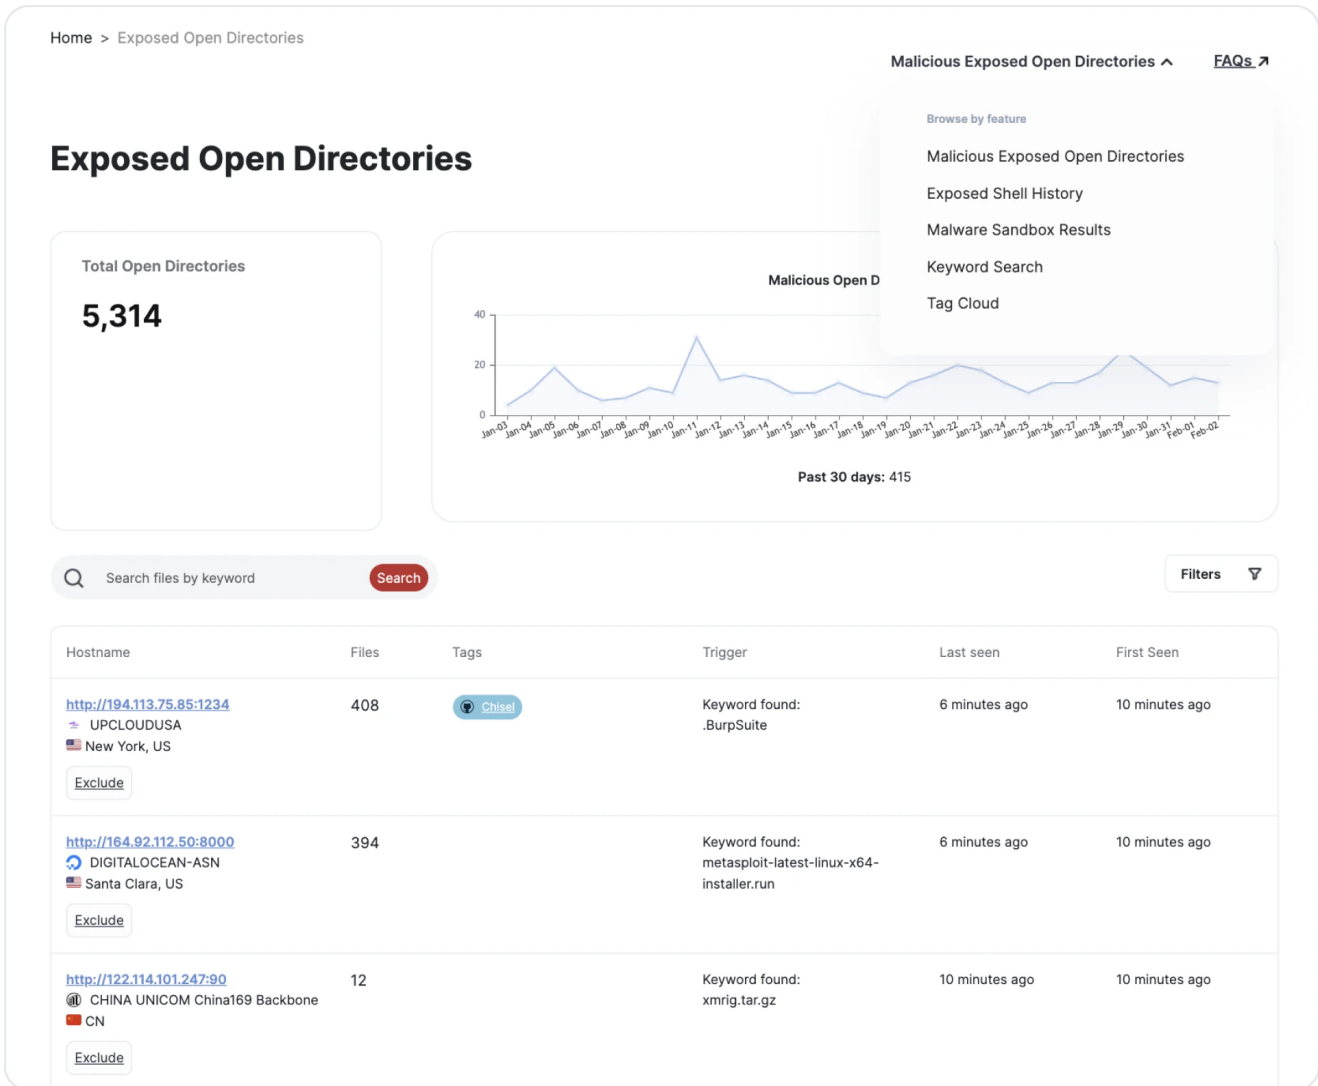 Home > Exposed Open Directories
Malicious Exposed Open Directories
FAQs
Browse by feature
Malicious Exposed Open Directories
Exposed Shell History
Malware Sandbox Results
Keyword Search
Tag Cloud
Exposed Open Directories
Total Open Directories
5,314
Malicious Open D
40
20
0
Jan-03 Jan-04 Jan-05 Jan-06 Jan-07 Jan-08 Jan-09 Jan-10 Jan-11 Jan-12 Jan-13 Jan-14 Jan-15 Jan-16 Jan-17 Jan-18 Jan-19 Jan-20 Jan-21 Jan-22 Jan-23 Jan-24 Jan-25 Jan-26 Jan-27 Jan-28 Jan-29 Jan-30 Jan-31 Feb-01 Feb-02
Past 30 days: 415
Search files by keyword
Search
Filters
Hostname Files Tags Trigger Last seen First Seen
http://194.113.75.85:1234 408 Chisel Keyword found: 6 minutes ago 10 minutes ago
UPCLOUDUSA .BurpSuite
New York, US
Exclude
http://164.92.112.50:8000 394 Keyword found: 6 minutes ago 10 minutes ago
DIGITALOCEAN-ASN metasploit-latest-linux-x64-
Santa Clara, US installer.run
Exclude
http://122.114.101.247:90 12 Keyword found: 10 minutes ago 10 minutes ago
CHINA UNICOM China169 Backbone xmrig.tar.gz
CN
Exclude